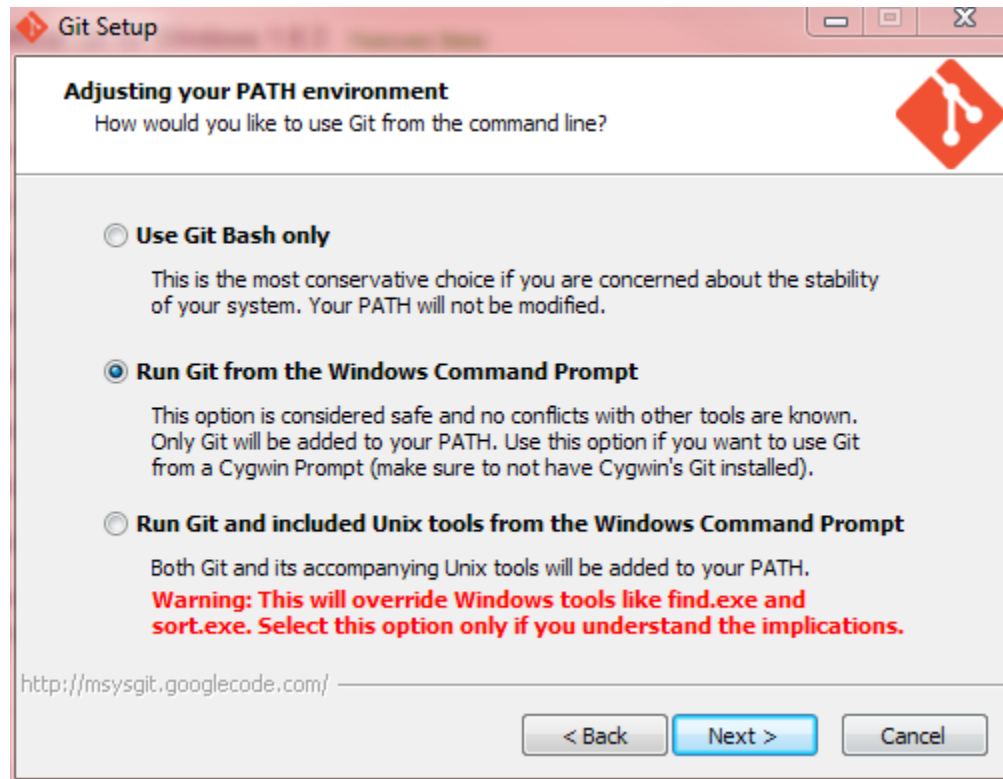 Git Setup
Adjusting your PATH environment
How would you like to use Git from the command line?
Use Git Bash only
This is the most conservative choice if you are concerned about the stability
of your system. Your PATH will not be modified.
Run Git from the Windows Command Prompt
This option is considered safe and no conflicts with other tools are known.
Only Git will be added to your PATH. Use this option if you want to use Git
from a Cygwin Prompt (make sure to not have Cygwin's Git installed).
Run Git and included Unix tools from the Windows Command Prompt
Both Git and its accompanying Unix tools will be added to your PATH.
Warning: This will override Windows tools like find.exe and
sort.exe. Select this option only if you understand the implications.
http://msysgit.googlecode.com/
< Back Next > Cancel